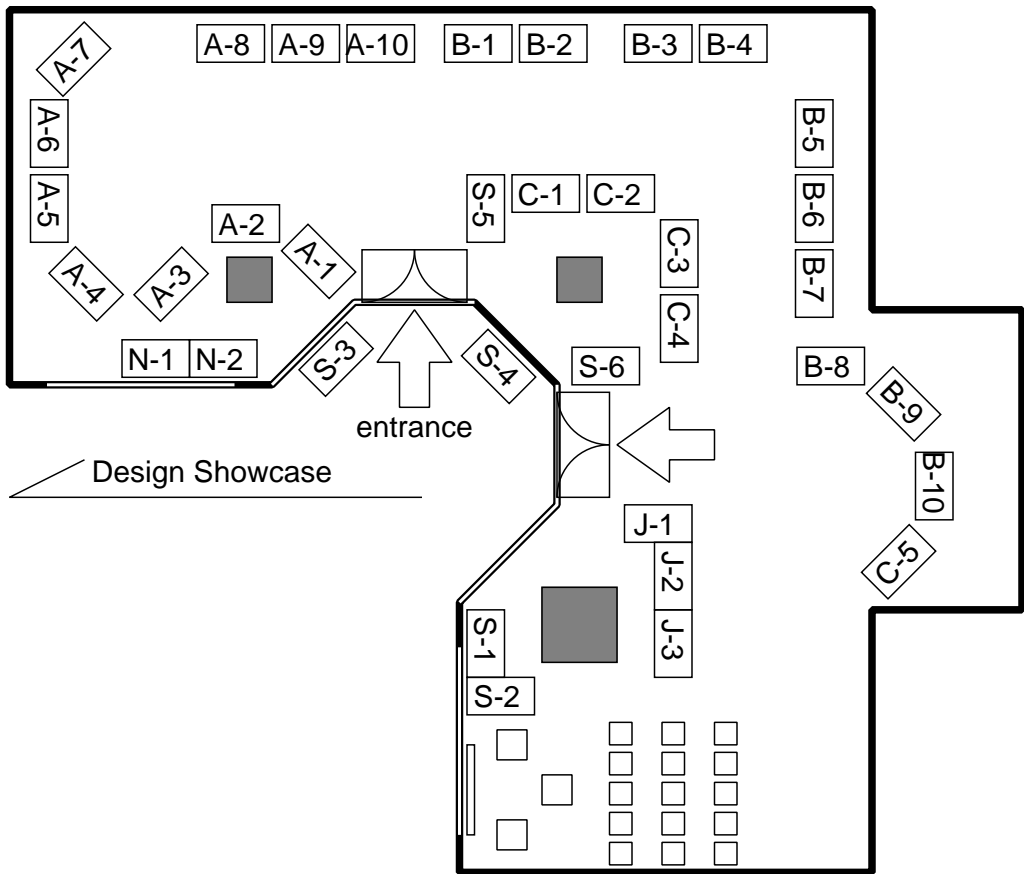 A-8 A-9 A-10 B-1 B-2 B-3 B-4
A-7
A-6
A-5
A-4
A-3
A-2
A-1
S-5
C-1 C-2
C-3
C-4
B-5
B-6
B-7
N-1 N-2
S-3
S-4
S-6
B-8
B-9
B-10
C-5
entrance
Design Showcase
J-1
J-2
J-3
S-1
S-2